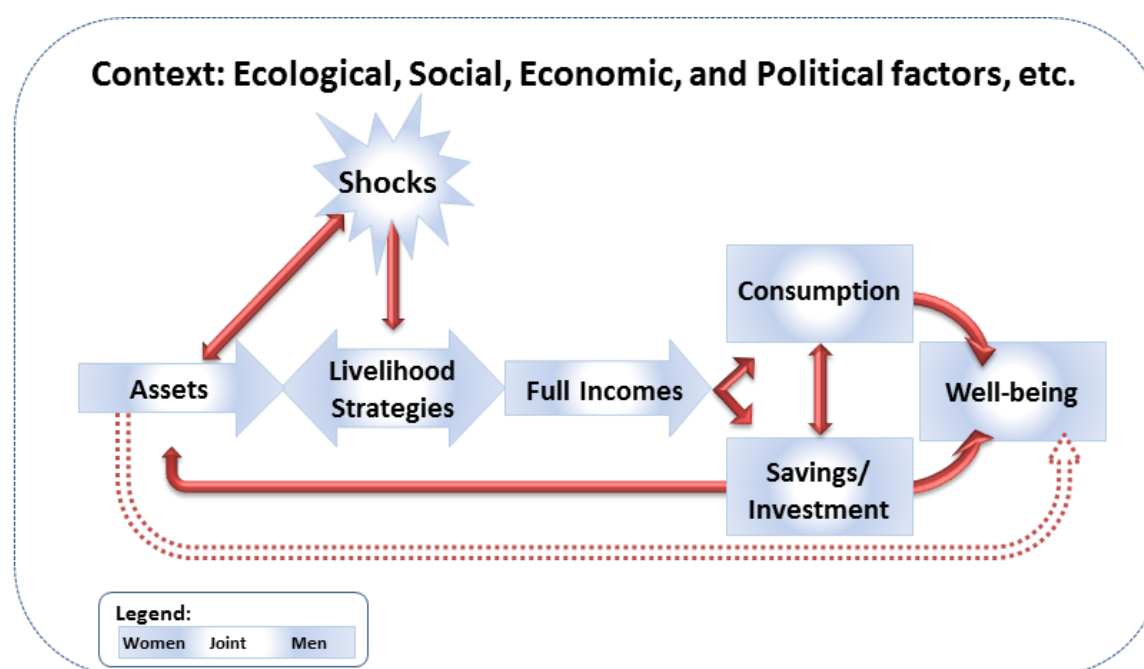 Context: Ecological, Social, Economic, and Political factors, etc.
Shocks
Consumption
Assets
Livelihood
Strategies
Full Incomes
Well-being
Savings/
Investment
Legend:
Women Joint Men